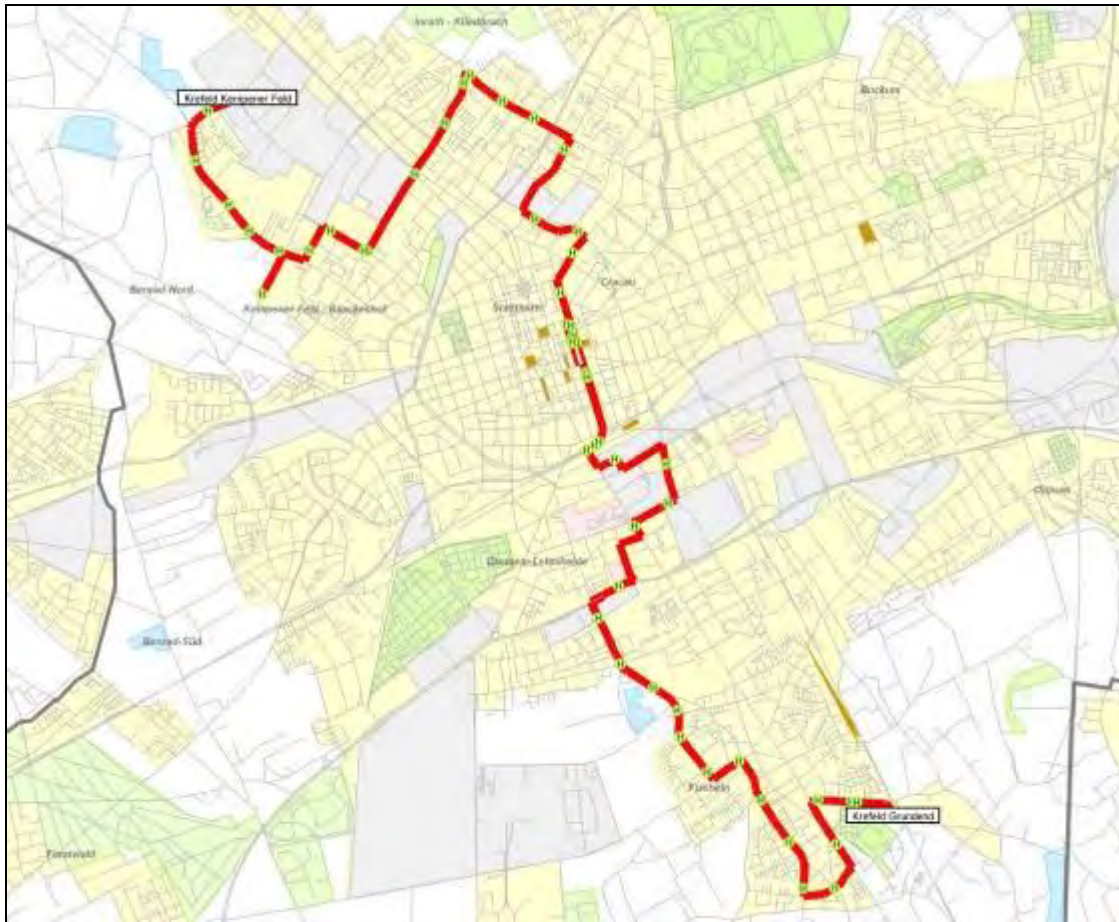 Inrath - Kliedbruch
Krefeld Kempener Feld
Bockum
Benrad-Nord
Kempener Feld - Baackeshof
Stadtmitte
Cracau
Oppum
Dießem-Lehmheide
Benrad-Süd
Fischeln
Krefeld Grundend
Forstwald